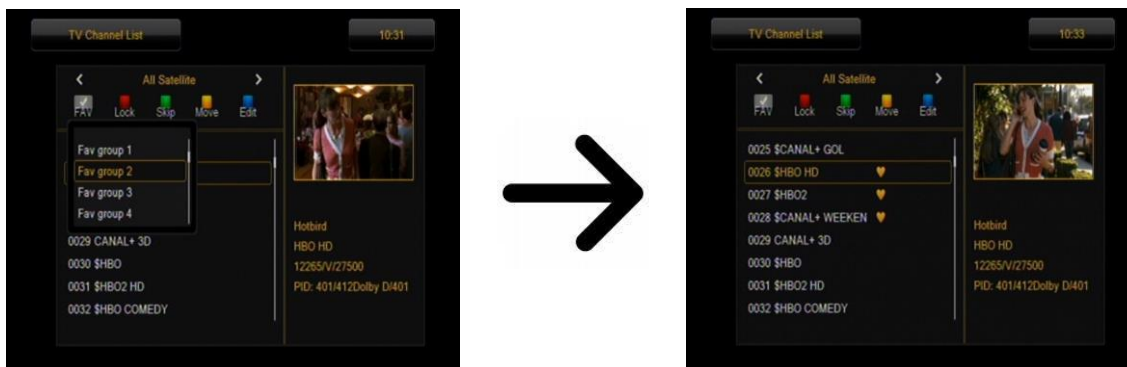 TV Channel List
10:31
All Satellite
FAV Lock Skip Move Edit
Fav group 1
Fav group 2
Fav group 3
Fav group 4
0029 CANAL+ 3D
0030 $HBO
0031 $HBO2 HD
0032 $HBO COMEDY
Hotbird
HBO HD
12265/V/27500
PID: 401/412Dolby D/401
TV Channel List
10:33
All Satellite
FAV Lock Skip Move Edit
0025 $CANAL+ GOL
0026 $HBO HD
0027 $HBO2
0028 $CANAL+ WEEKEN
0029 CANAL+ 3D
0030 $HBO
0031 $HBO2 HD
0032 $HBO COMEDY
Hotbird
HBO HD
12265/V/27500
PID: 401/412Dolby D/401